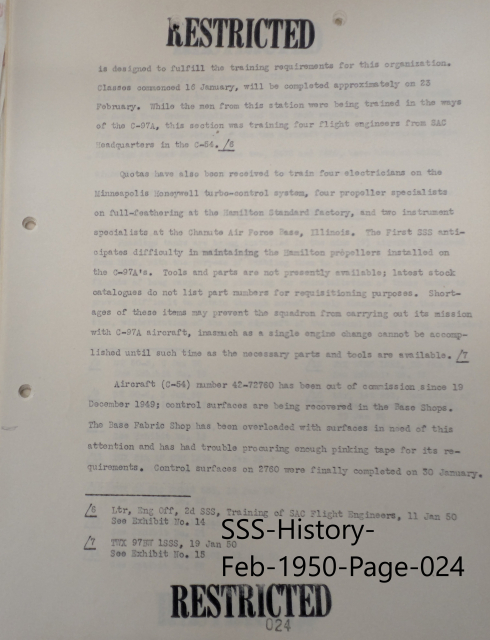 RESTRICTED
is designed to fulfill the training requirements for this organization.
Classes commenced 16 January, will be completed approximately on 23
February. While the men from this station were being trained in the ways
of the C-97A, this section was training four flight engineers from SAC
Headquarters in the C-54. /6
Quotas have also been received to train four electricians on the
Minneapolis Honeywell turbo-control system, four propeller specialists
on full-feathering at the Hamilton Standard factory, and two instrument
specialists at the Chanute Air Force Base, Illinois. The First SSS anti-
cipates difficulty in maintaining the Hamilton propellers installed on
the C-97A's. Tools and parts are not presently available; latest stock
catalogues do not list part numbers for requisitioning purposes. Short-
ages of these items may prevent the squadron from carrying out its mission
with C-97A aircraft, inasmuch as a single engine change cannot be accomp-
lished until such time as the necessary parts and tools are available. /7
Aircraft (C-54) number 42-72760 has been out of commission since 19
December 1949; control surfaces are being recovered in the Base Shops.
The Base Fabric Shop has been overloaded with surfaces in need of this
attention and has had trouble procuring enough pinking tape for its re-
quirements. Control surfaces on 2760 were finally completed on 30 January.
/6 Ltr, Eng Off, 2d SSS, Training of SAC Flight Engineers, 11 Jan 50
See Exhibit No. 14
/7 TWX 1SSS, 19 Jan 50
See Exhibit No. 15
SSS-History-
Feb-1950-Page-024
RESTRICTED
024